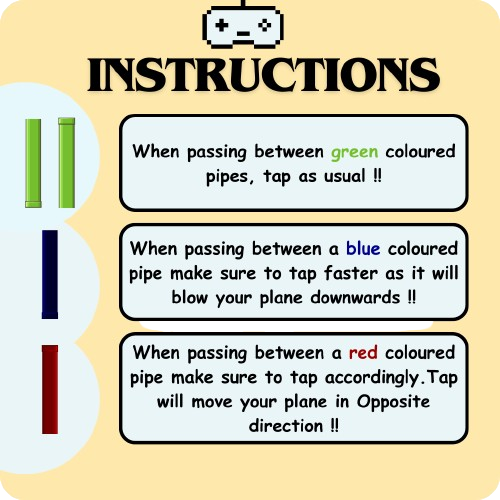 INSTRUCTIONS
When passing between green coloured
pipes, tap as usual !!
When passing between a blue coloured
pipe make sure to tap faster as it will
blow your plane downwards !!
When passing between a red coloured
pipe make sure to tap accordingly.Tap
will move your plane in Opposite
direction !!